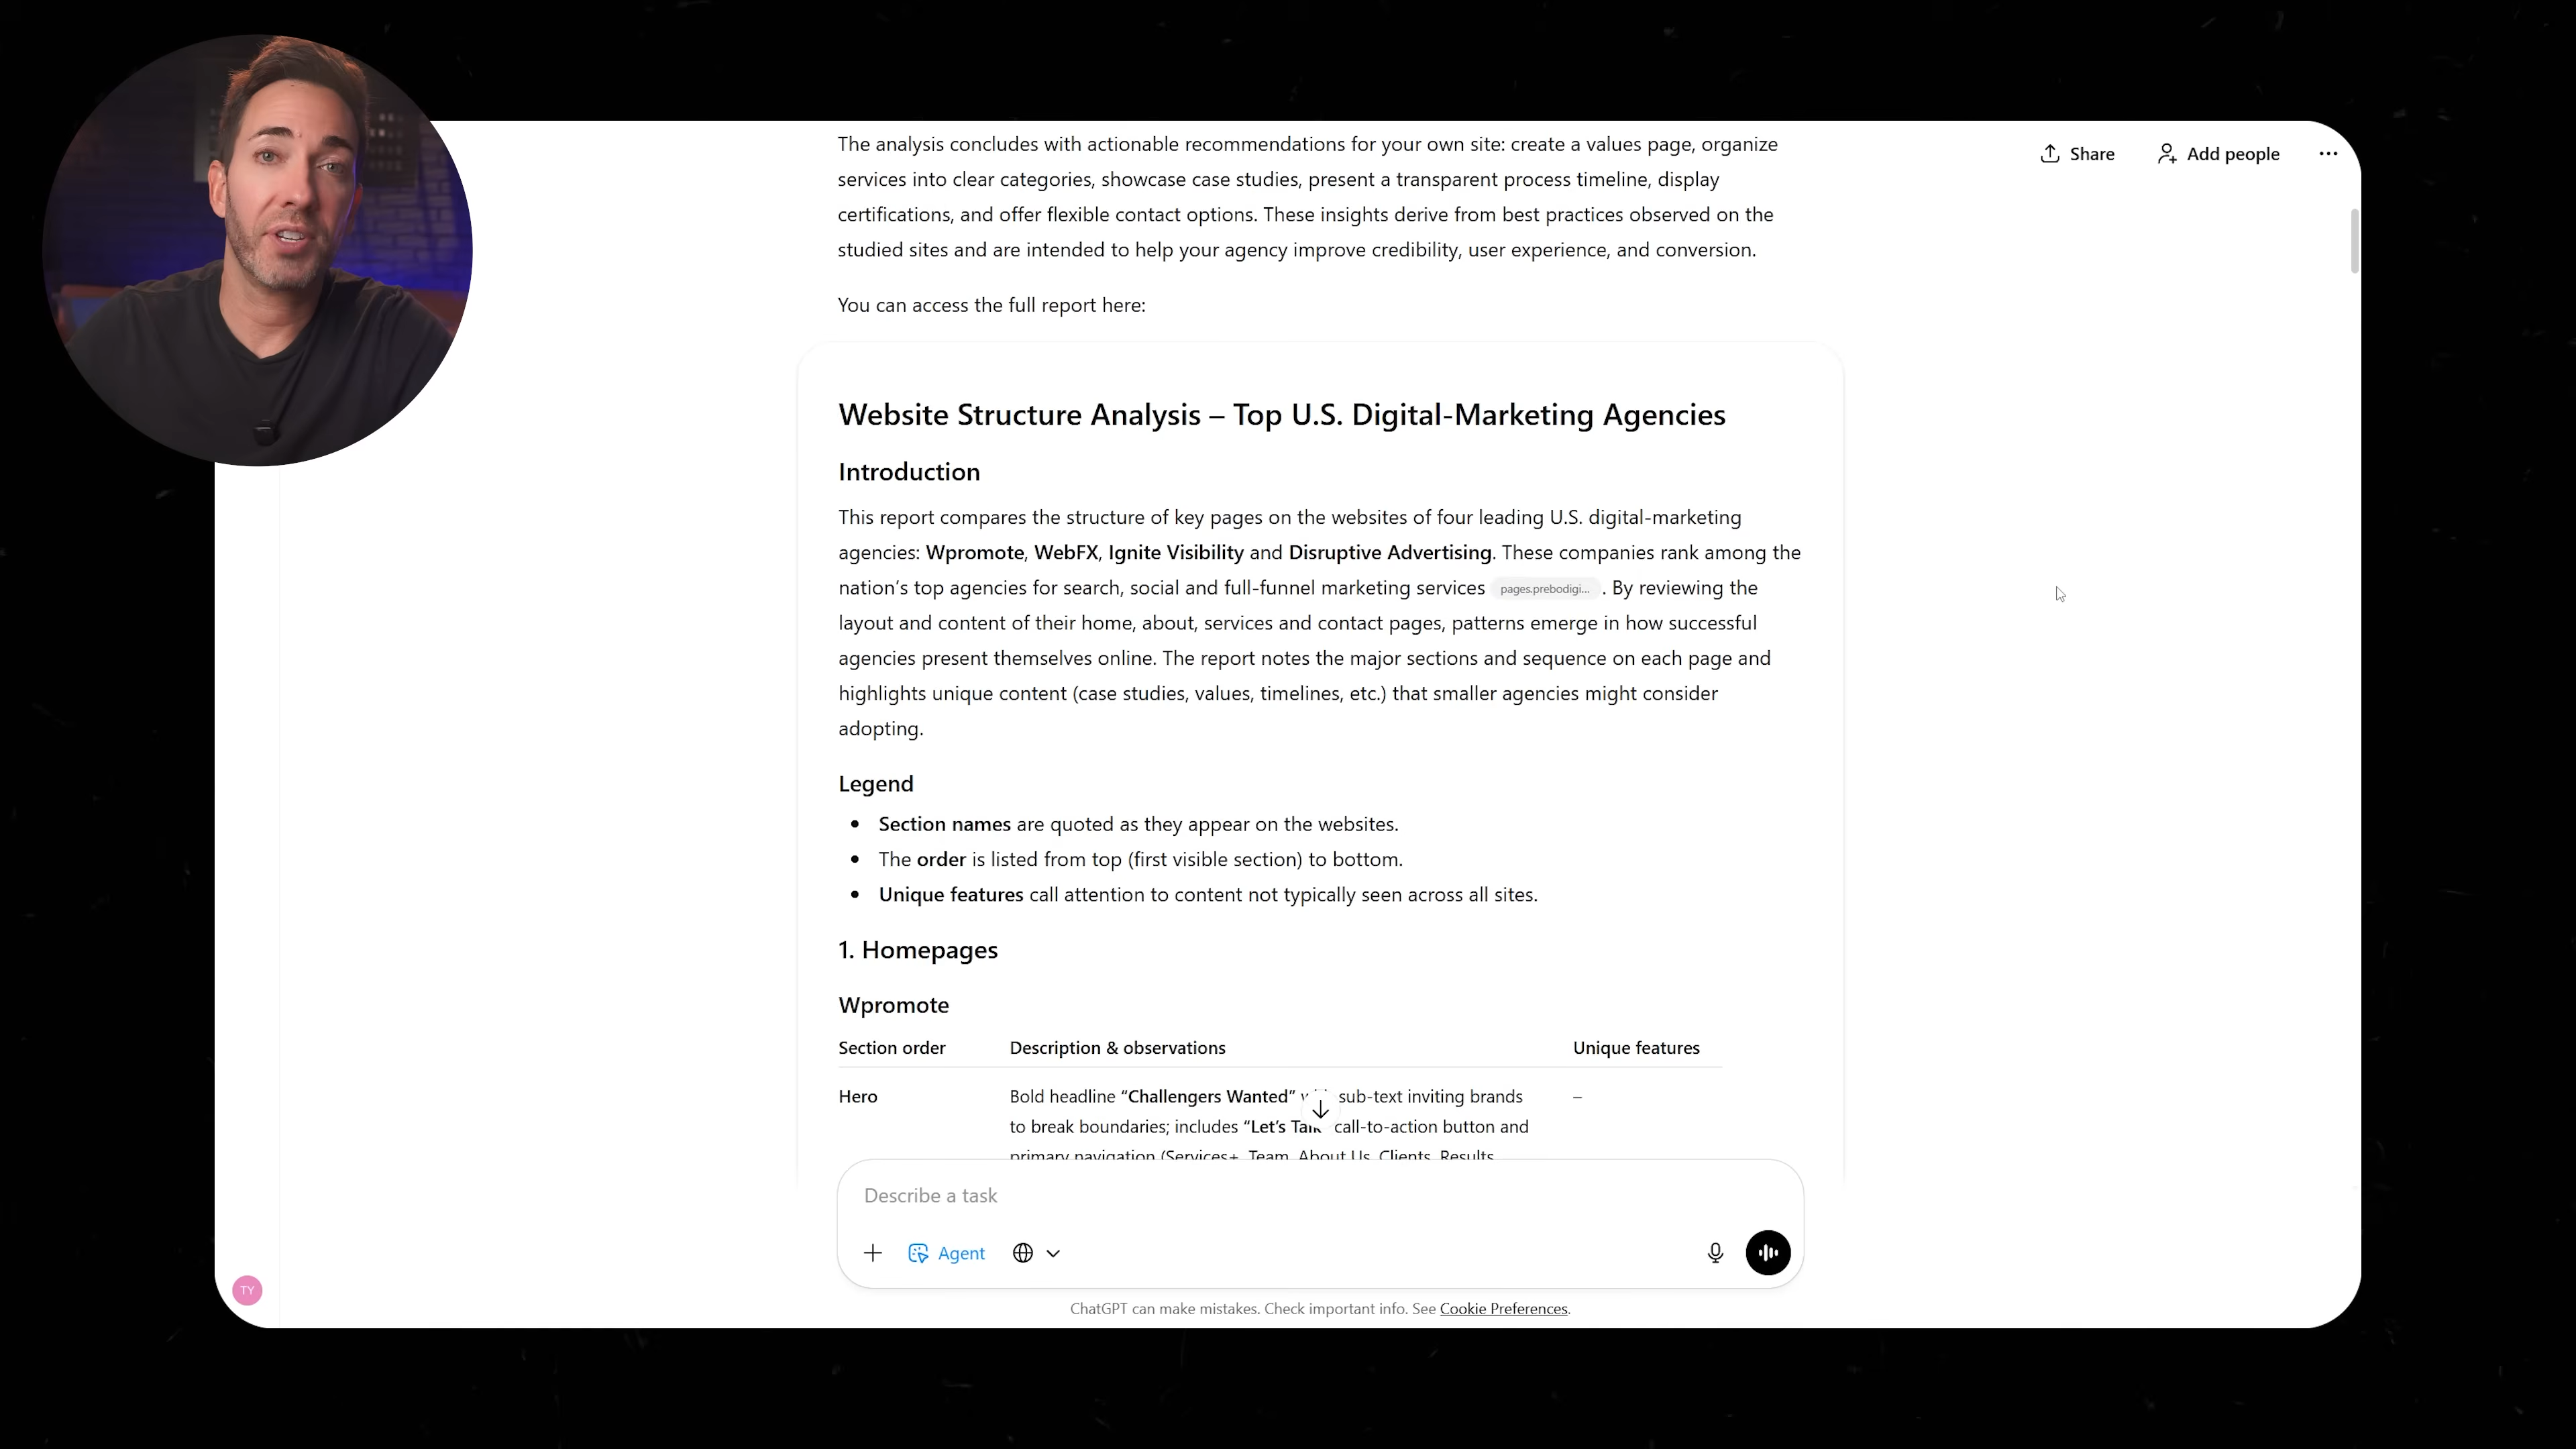 The analysis concludes with actionable recommendations for your own site: create a values page, organize
services into clear categories, showcase case studies, present a transparent process timeline, display
certifications, and offer flexible contact options. These insights derive from best practices observed on the
studied sites and are intended to help your agency improve credibility, user experience, and conversion.
Share
Add people
You can access the full report here:
Website Structure Analysis – Top U.S. Digital-Marketing Agencies
Introduction
This report compares the structure of key pages on the websites of four leading U.S. digital-marketing
agencies: Wpromote, WebFX, Ignite Visibility and Disruptive Advertising. These companies rank among the
nation's top agencies for search, social and full-funnel marketing services pages.prebodigi... . By reviewing the
layout and content of their home, about, services and contact pages, patterns emerge in how successful
agencies present themselves online. The report notes the major sections and sequence on each page and
highlights unique content (case studies, values, timelines, etc.) that smaller agencies might consider
adopting.
Legend
• Section names are quoted as they appear on the websites.
• The order is listed from top (first visible section) to bottom.
• Unique features call attention to content not typically seen across all sites.
1. Homepages
Wpromote
Section order Description & observations Unique features
Hero Bold headline “Challengers Wanted” sub-text inviting brands –
to break boundaries; includes “Let's Talk call-to-action button and
primary navigation (Services+, Team, About Us, Clients, Results,
Describe a task
Agent
TY
ChatGPT can make mistakes. Check important info. See Cookie Preferences.